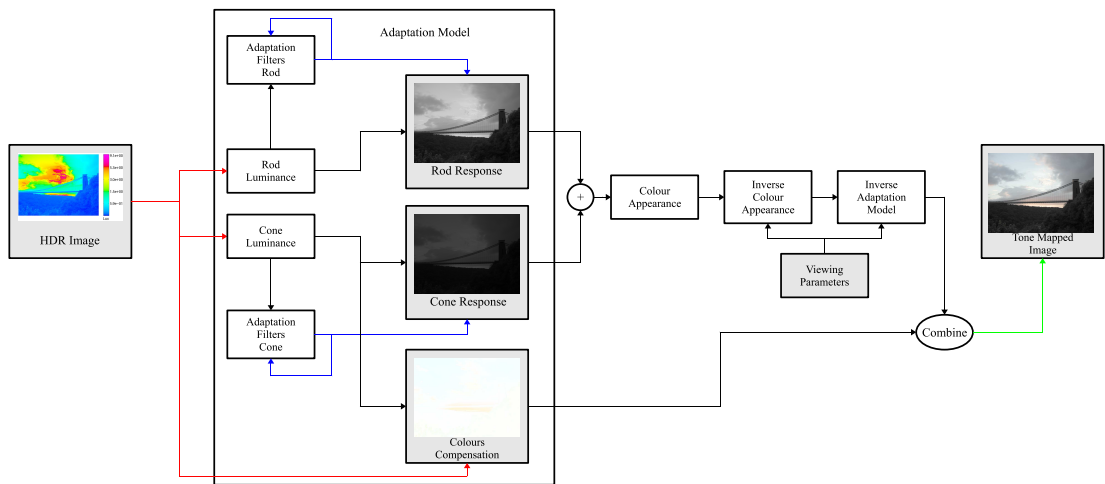 Adaptation Model
Adaptation
Filters
Rod
Rod
Luminance
Rod Response
HDR Image
Cone
Luminance
Cone Response
Adaptation
Filters
Cone
Colours
Compensation
+
Colour
Appearance
Inverse
Colour
Appearance
Inverse
Adaptation
Model
Viewing
Parameters
Combine
Tone Mapped
Image